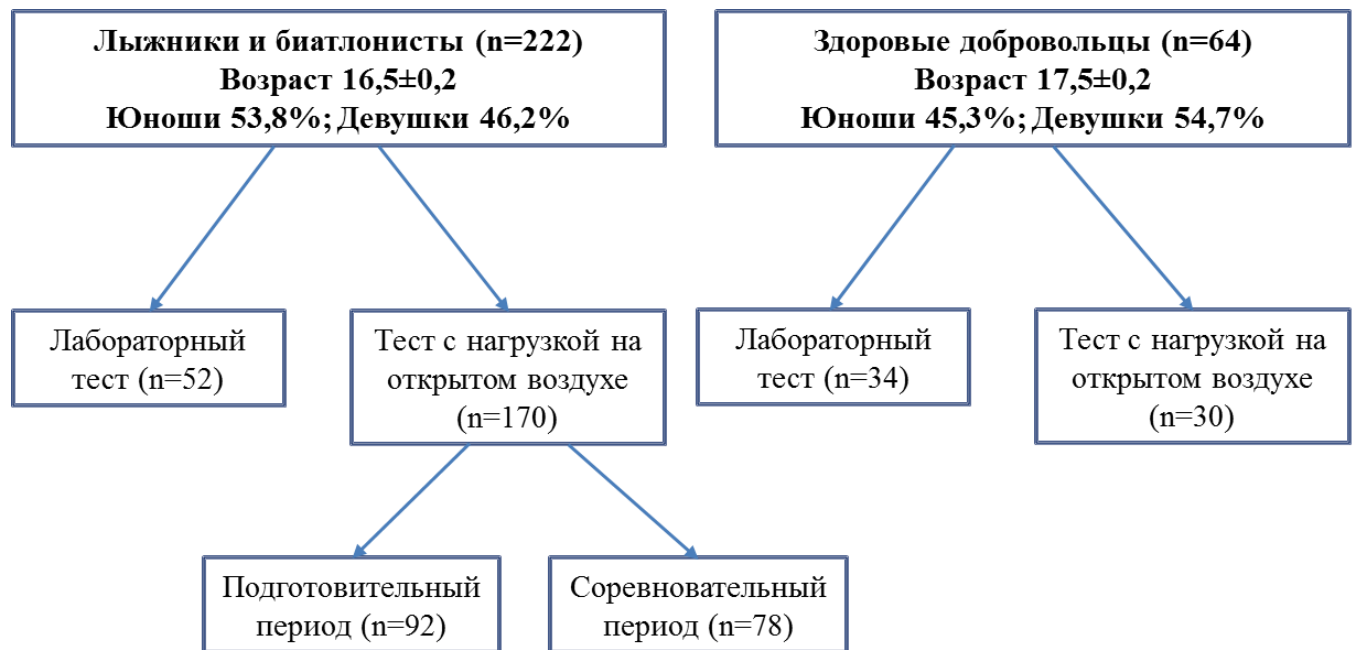 Лыжники и биатлонисты (n=222)
Возраст 16,5±0,2
Юноши 53,8%; Девушки 46,2%
Здоровые добровольцы (n=64)
Возраст 17,5±0,2
Юноши 45,3%; Девушки 54,7%
Лабораторный
тест (n=52)
Тест с нагрузкой на
открытом воздухе
(n=170)
Лабораторный
тест (n=34)
Тест с нагрузкой на
открытом воздухе
(n=30)
Подготовительный
период (n=92)
Соревновательный
период (n=78)